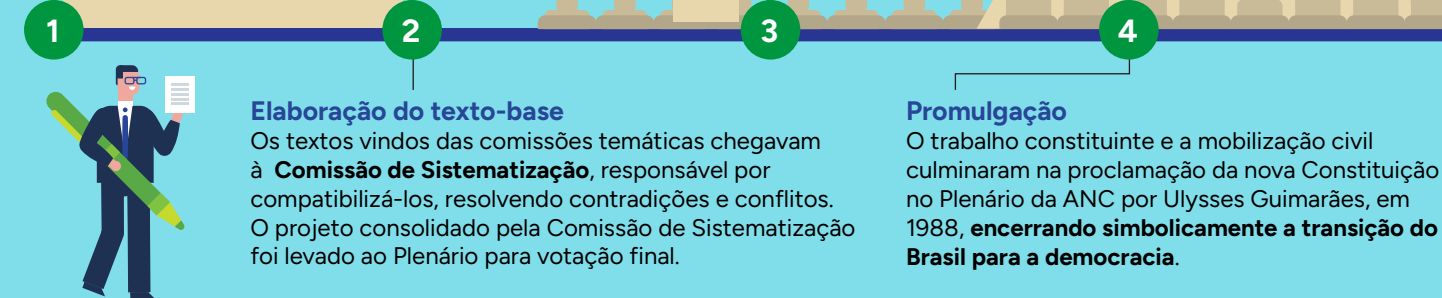 1
2
3
4
Elaboração do texto-base
Os textos vindos das comissões temáticas chegavam
à Comissão de Sistematização, responsável por
compatibilizá-los, resolvendo contradições e conflitos.
O projeto consolidado pela Comissão de Sistematização
foi levado ao Plenário para votação final.
Promulgação
O trabalho constituinte e a mobilização civil
culminaram na proclamação da nova Constituição
no Plenário da ANC por Ulysses Guimarães, em
1988, encerrando simbolicamente a transição do
Brasil para a democracia.